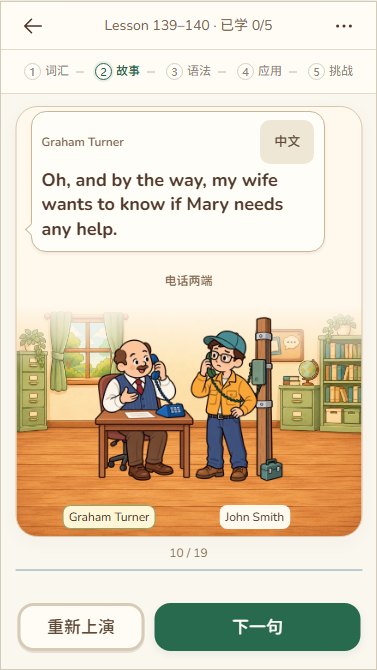 Lesson 139–140 · 已学 0/5
1 词汇 – 2 故事 – 3 语法 – 4 应用 – 5 挑战
Graham Turner
中文
Oh, and by the way, my wife
wants to know if Mary needs
any help.
电话两端
Graham Turner
John Smith
10 / 19
重新上演
下一句